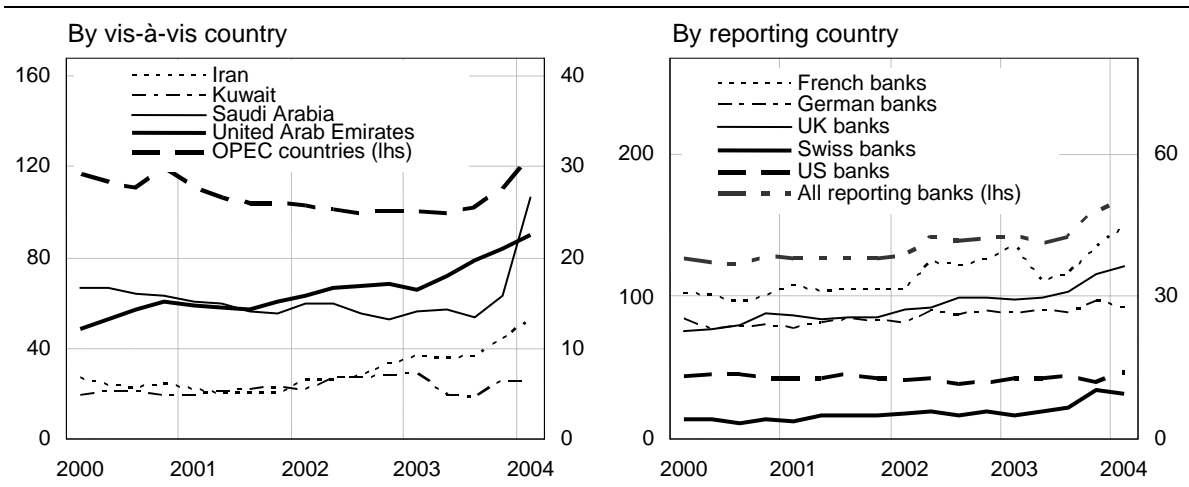 By vis-à-vis country
160
120
80
40
0
Iran
Kuwait
Saudi Arabia
United Arab Emirates
OPEC countries (lhs)
40
30
20
10
0
2000 2001 2002 2003 2004
By reporting country
200
100
0
French banks
German banks
UK banks
Swiss banks
US banks
All reporting banks (lhs)
60
30
0
2000 2001 2002 2003 2004